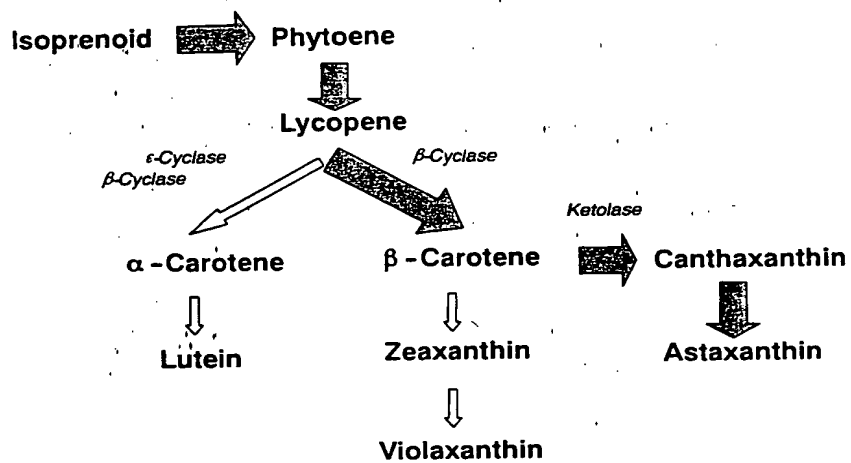 Isoprenoid
Phytoene
Lycopene
ε-Cyclase
β-Cyclase
β-Cyclase
Ketolase
α-Carotene
β-Carotene
Canthaxanthin
Lutein
Zeaxanthin
Astaxanthin
Violaxanthin